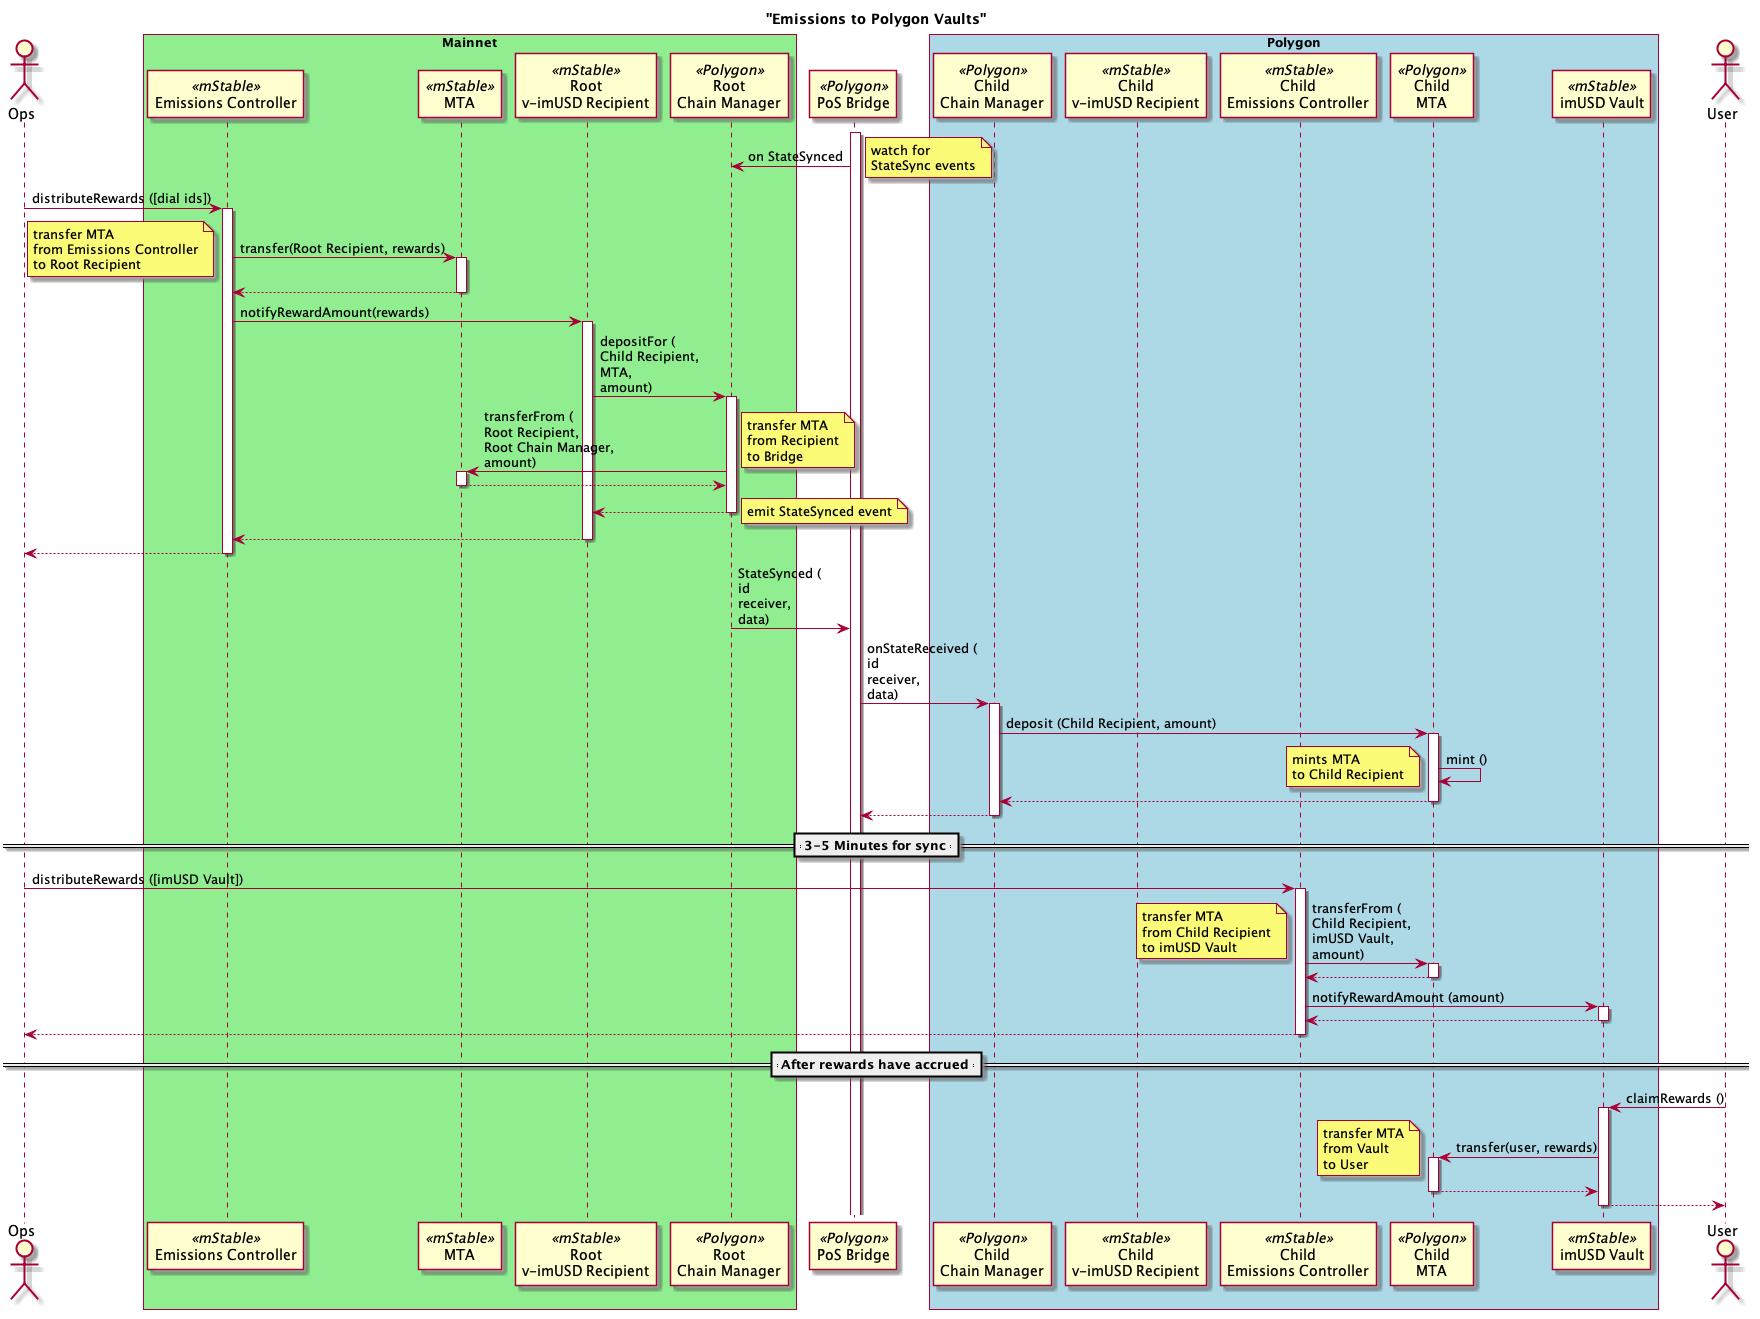 "Emissions to Polygon Vaults"
Mainnet
Polygon
Ops
«mStable»
Emissions Controller
«mStable»
MTA
«mStable»
Root
v-imUSD Recipient
«Polygon»
Root
Chain Manager
«Polygon»
PoS Bridge
«Polygon»
Child
Chain Manager
«mStable»
Child
v-imUSD Recipient
«mStable»
Child
Emissions Controller
«Polygon»
Child
MTA
«mStable»
imUSD Vault
User
on StateSynced
watch for
StateSync events
distributeRewards ([dial ids])
transfer MTA
from Emissions Controller
to Root Recipient
transfer(Root Recipient, rewards)
notifyRewardAmount(rewards)
depositFor (
Child Recipient,
MTA,
amount)
transferFrom (
Root Recipient,
Root Chain Manager,
amount)
transfer MTA
from Recipient
to Bridge
emit StateSynced event
StateSynced (
id
receiver,
data)
onStateReceived (
id
receiver,
data)
deposit (Child Recipient, amount)
mints MTA
to Child Recipient
mint ()
3-5 Minutes for sync
distributeRewards ([imUSD Vault])
transfer MTA
from Child Recipient
to imUSD Vault
transferFrom (
Child Recipient,
imUSD Vault,
amount)
notifyRewardAmount (amount)
After rewards have accrued
claimRewards ()
transfer MTA
from Vault
to User
transfer(user, rewards)
Ops
«mStable»
Emissions Controller
«mStable»
MTA
«mStable»
Root
v-imUSD Recipient
«Polygon»
Root
Chain Manager
«Polygon»
PoS Bridge
«Polygon»
Child
Chain Manager
«mStable»
Child
v-imUSD Recipient
«mStable»
Child
Emissions Controller
«Polygon»
Child
MTA
«mStable»
imUSD Vault
User